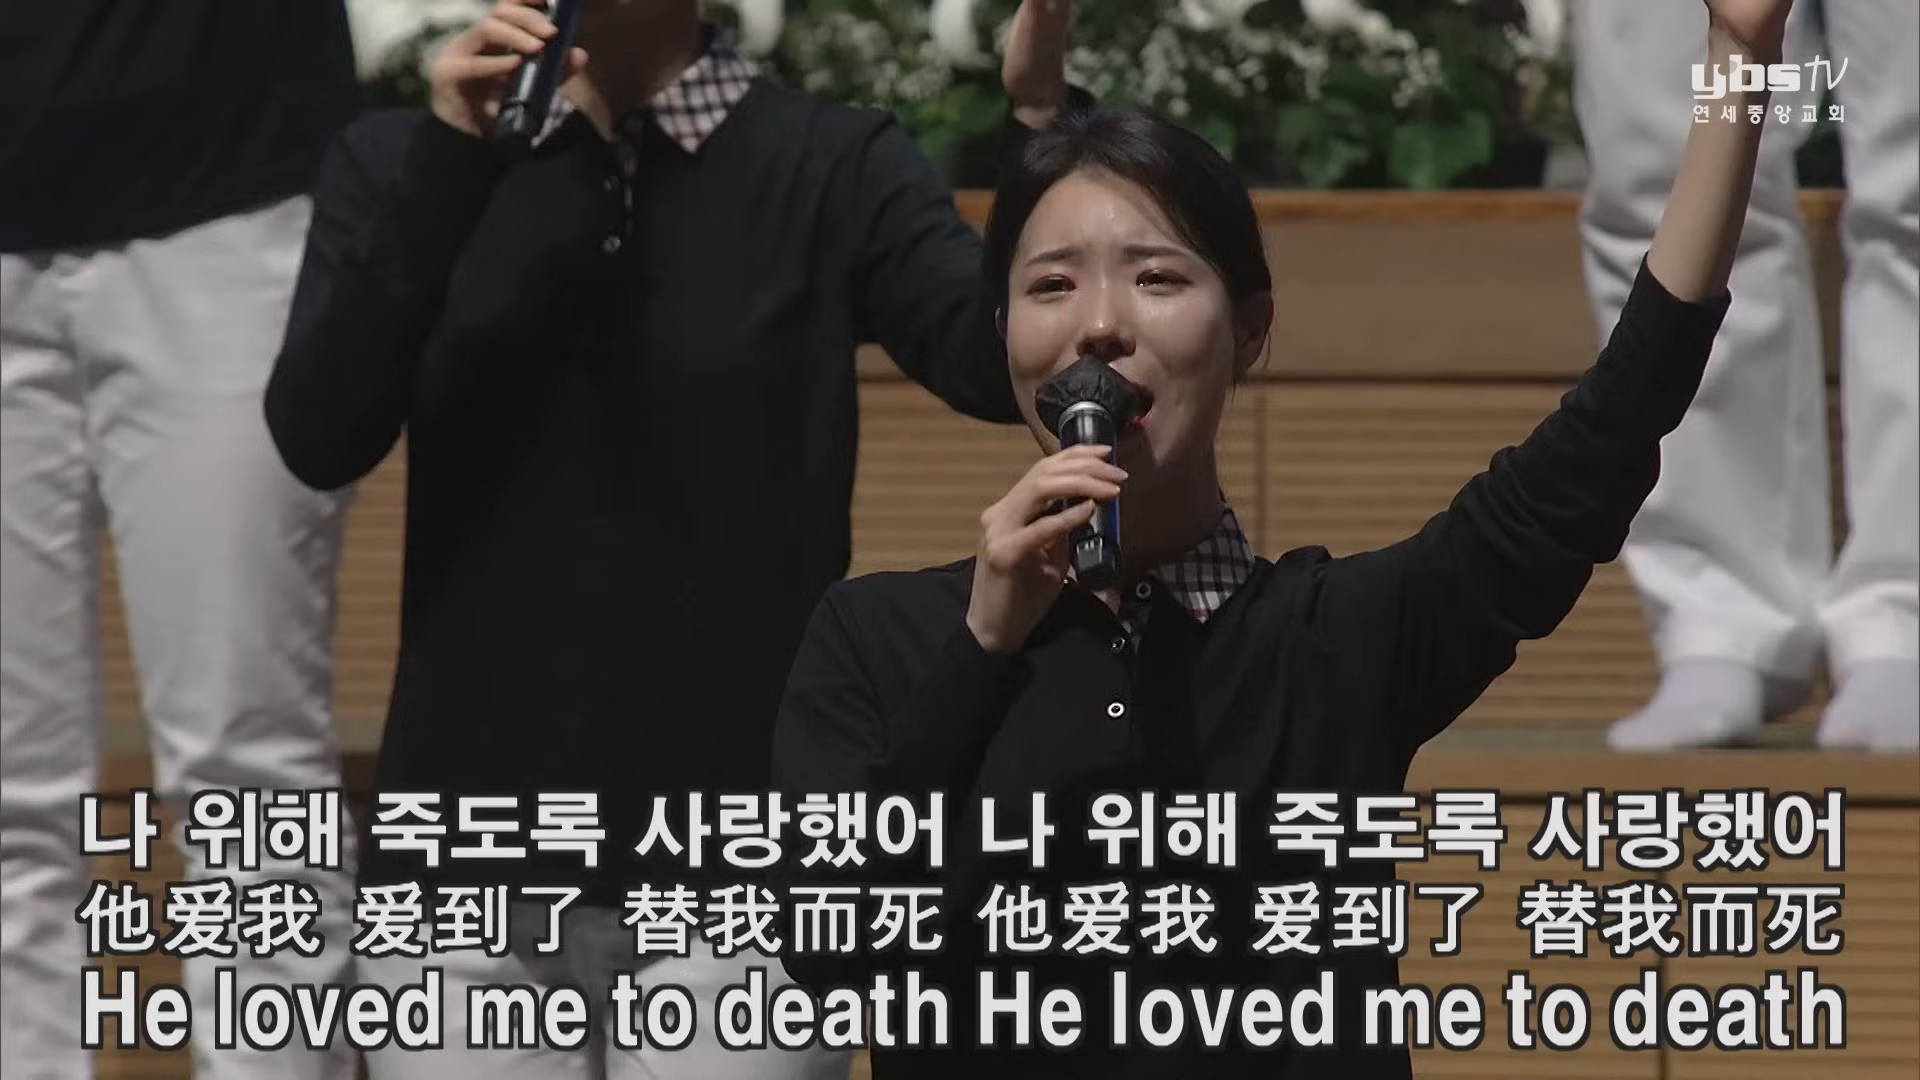 ybstv
연세중앙교회
나 위해 죽도록 사랑했어 나 위해 죽도록 사랑했어
他爱我 爱到了 替我而死 他爱我 爱到了 替我而死
He loved me to death He loved me to death